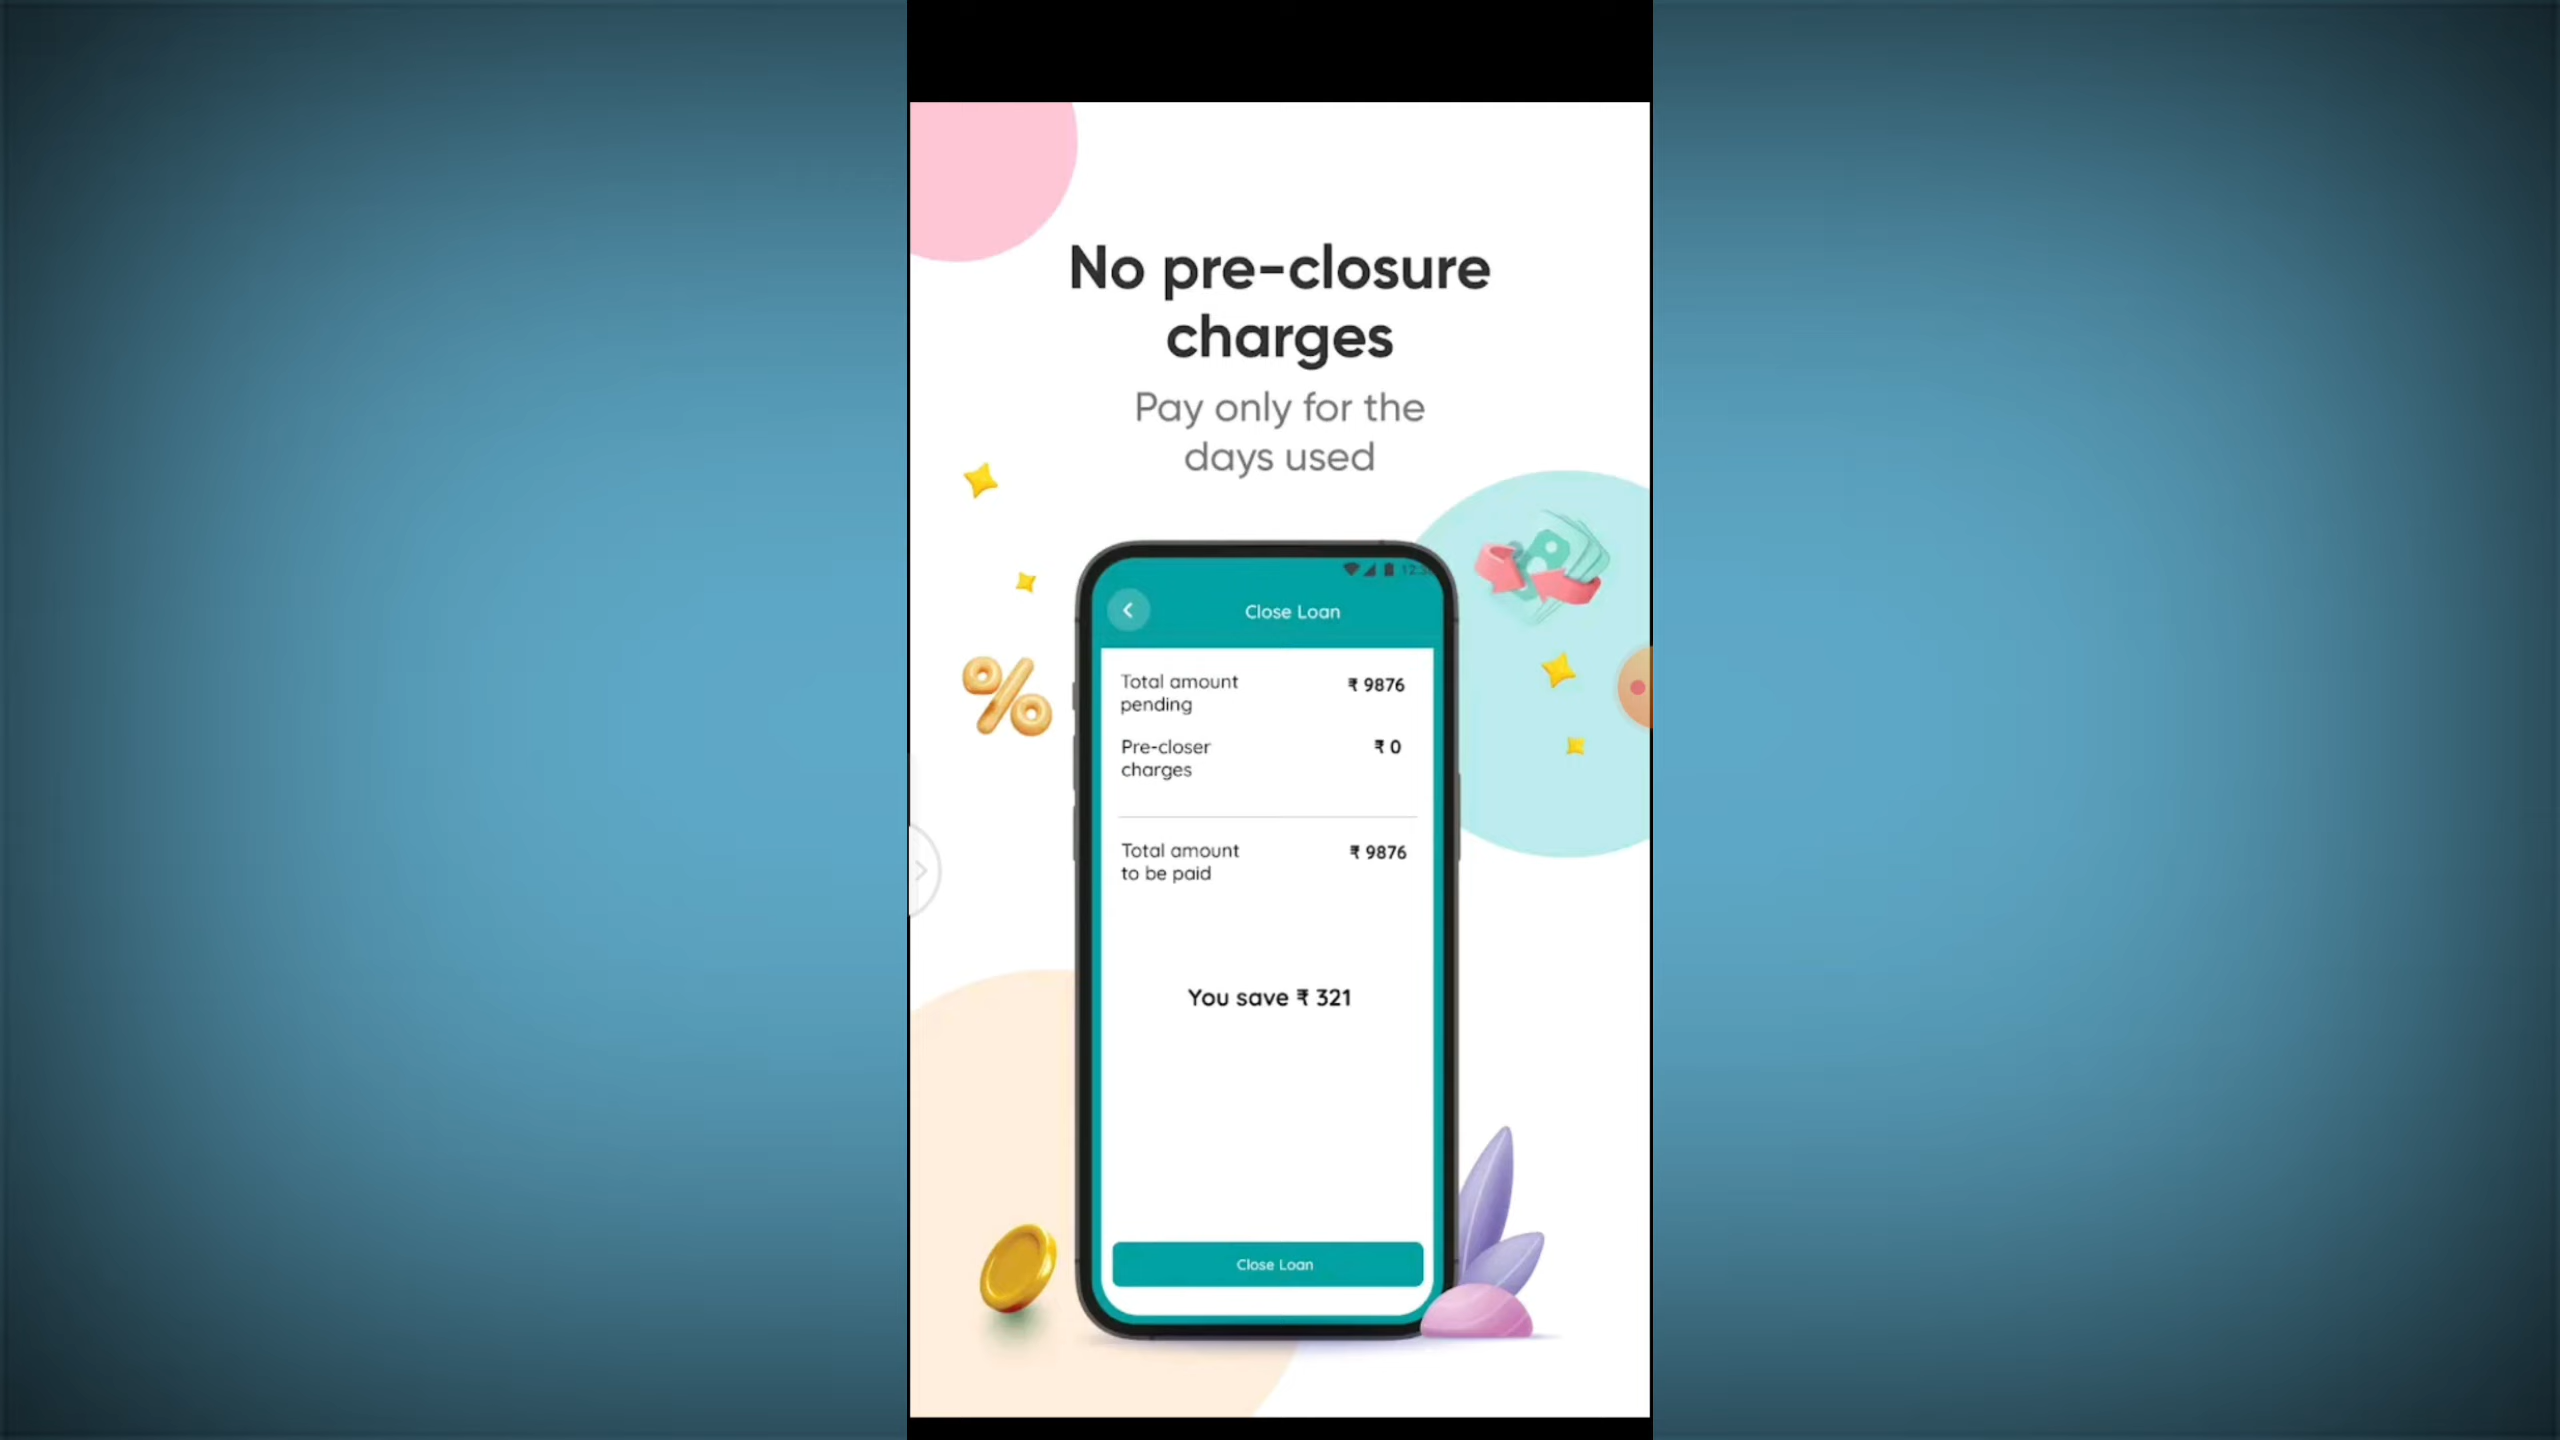 No pre-closure
charges
Pay only for the
days used
Close Loan
Total amount
pending
₹ 9876
Pre-closer
charges
₹ 0
Total amount
to be paid
₹ 9876
You save ₹ 321
Close Loan